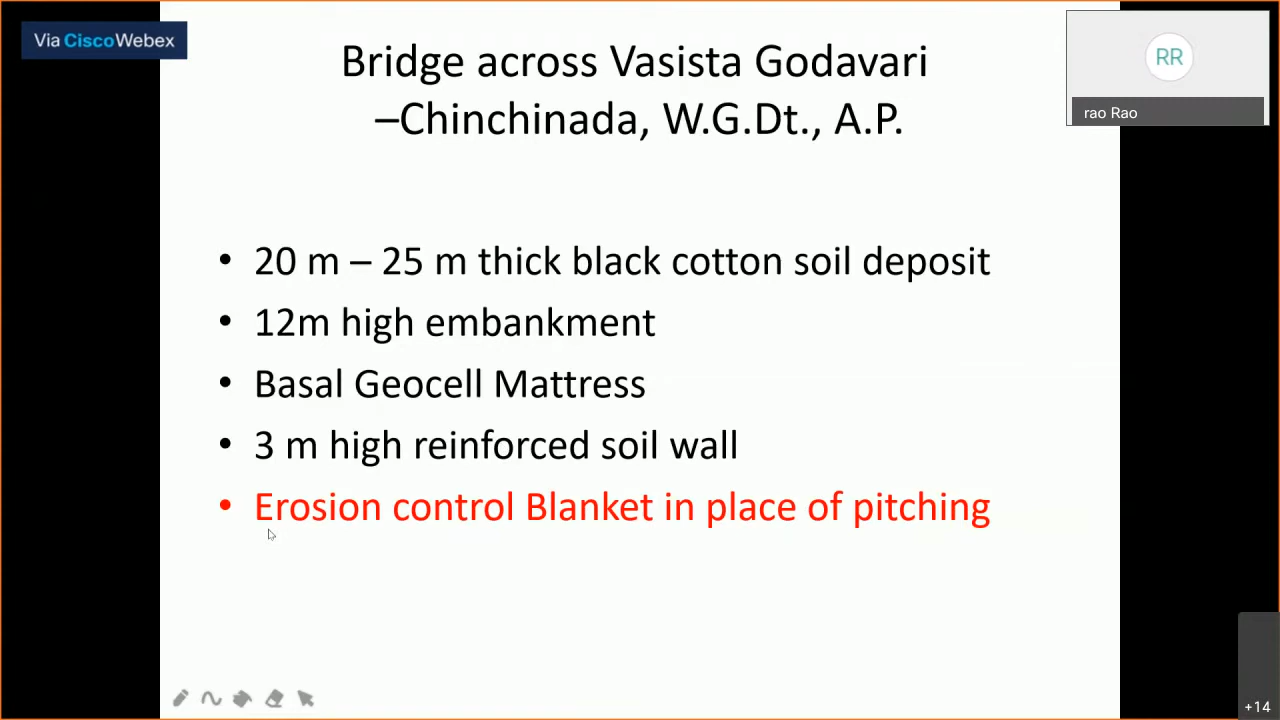 Via CiscoWebex
Bridge across Vasista Godavari
–Chinchinada, W.G.Dt., A.P.
RR
rao Rao
• 20 m – 25 m thick black cotton soil deposit
• 12m high embankment
• Basal Geocell Mattress
• 3 m high reinforced soil wall
• Erosion control Blanket in place of pitching
+14